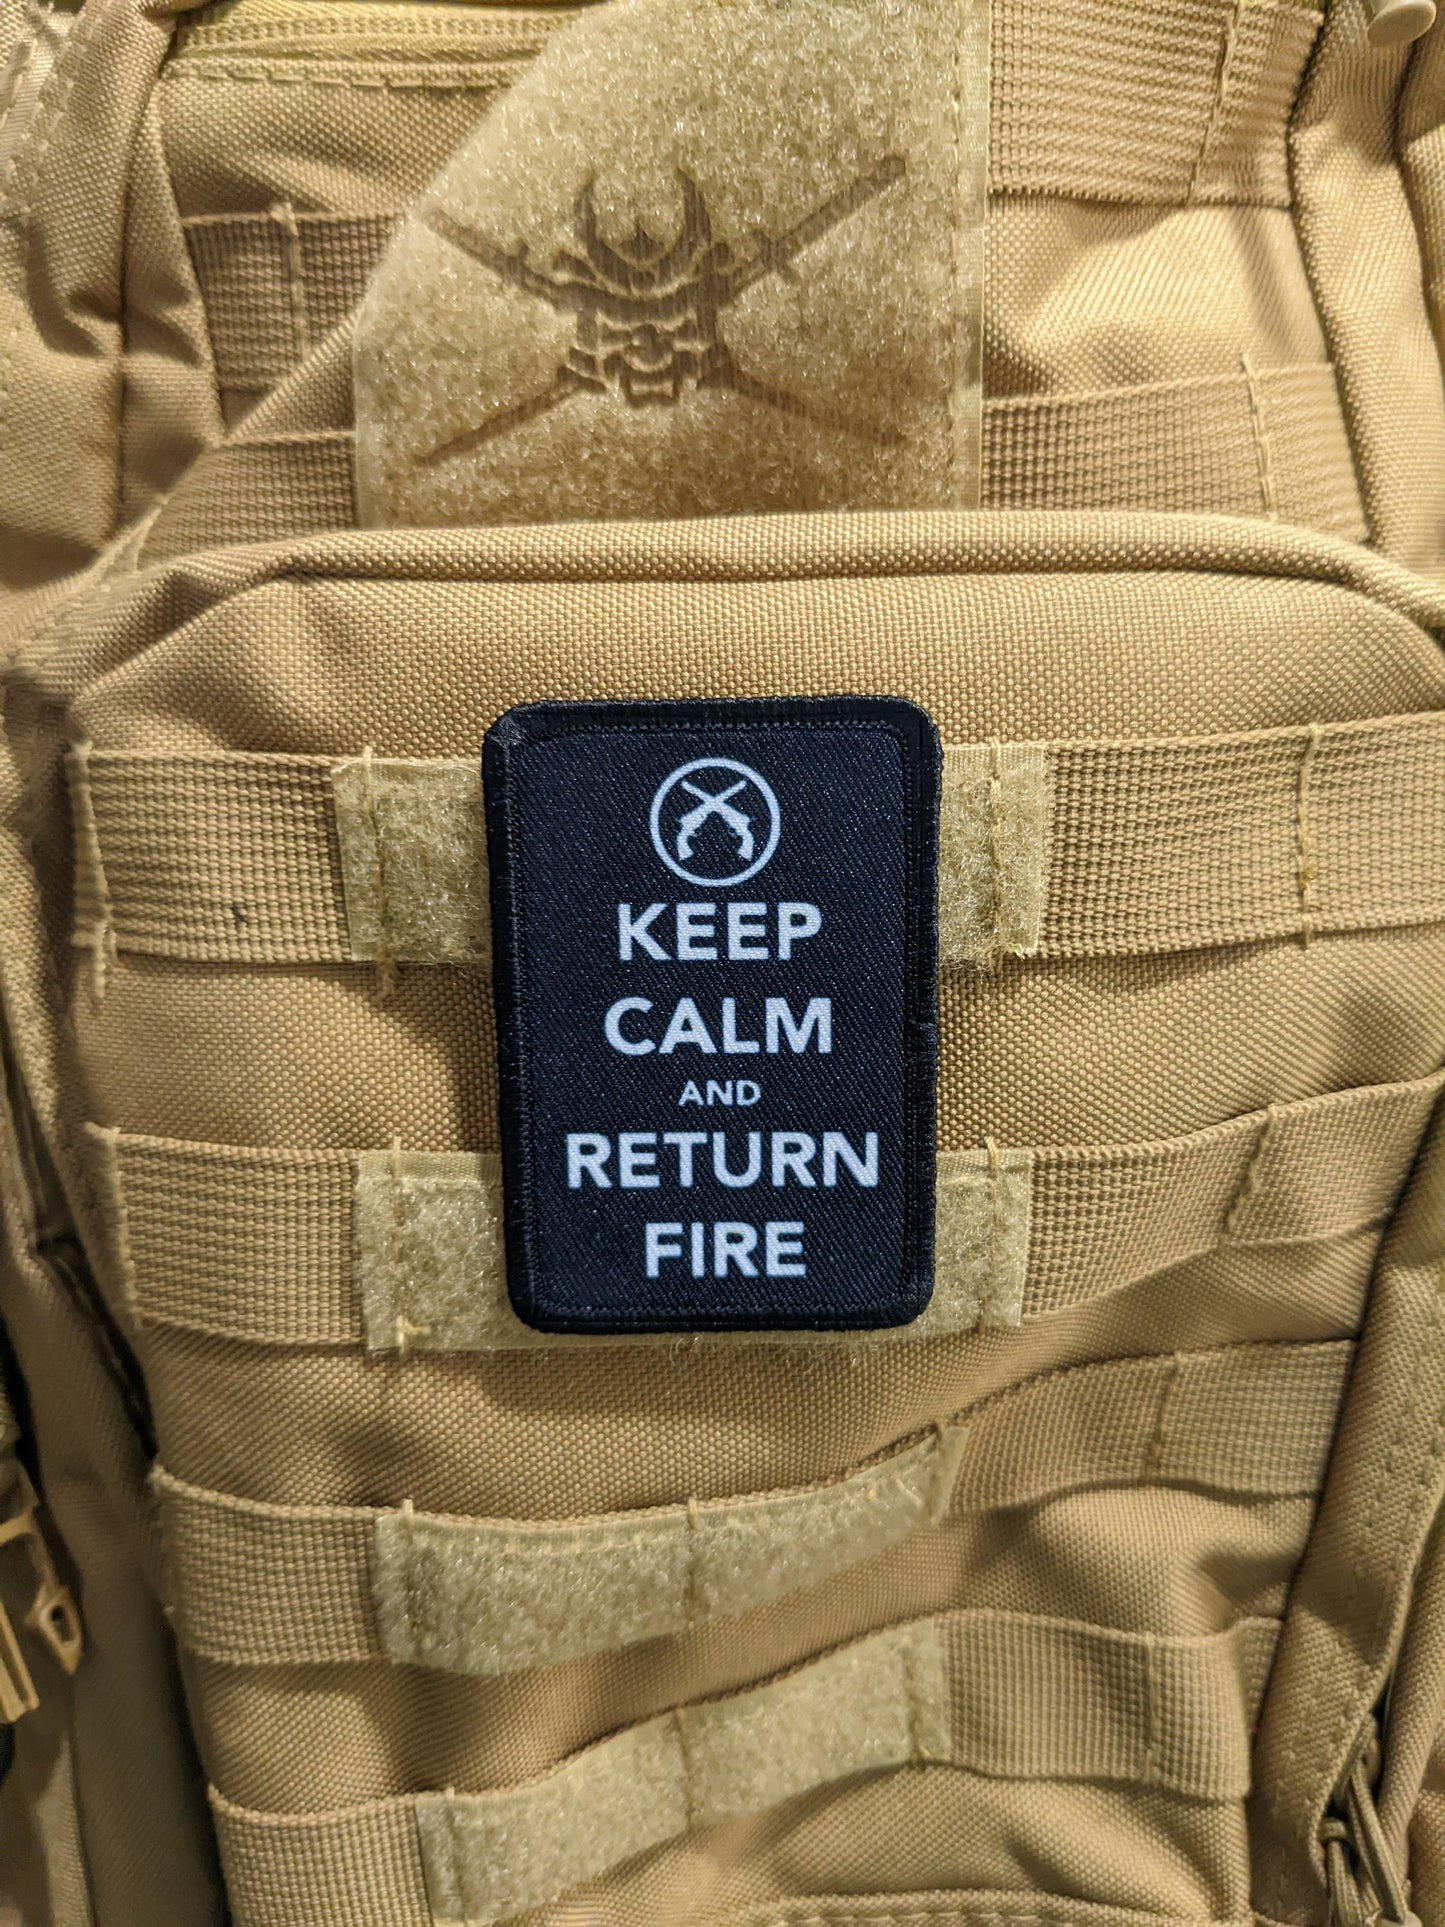 KEEP
CALM
AND
RETURN
FIRE